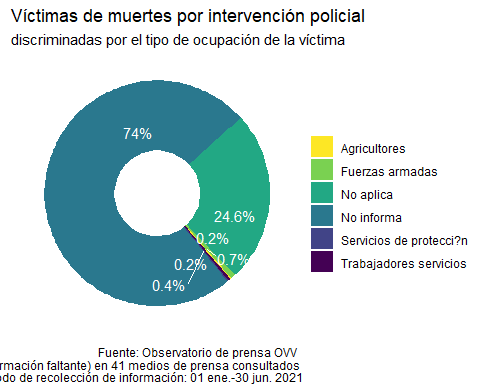 Víctimas de muertes por intervención policial
discriminadas por el tipo de ocupación de la víctima
74%
24.6%
0.2%
0.7%
0.2%
0.4%
Agricultores
Fuerzas armadas
No aplica
No informa
Servicios de protecci?n
Trabajadores servicios
Fuente: Observatorio de prensa OVV
rmación faltante) en 41 medios de prensa consultados
odo de recolección de información: 01 ene.-30 jun. 2021